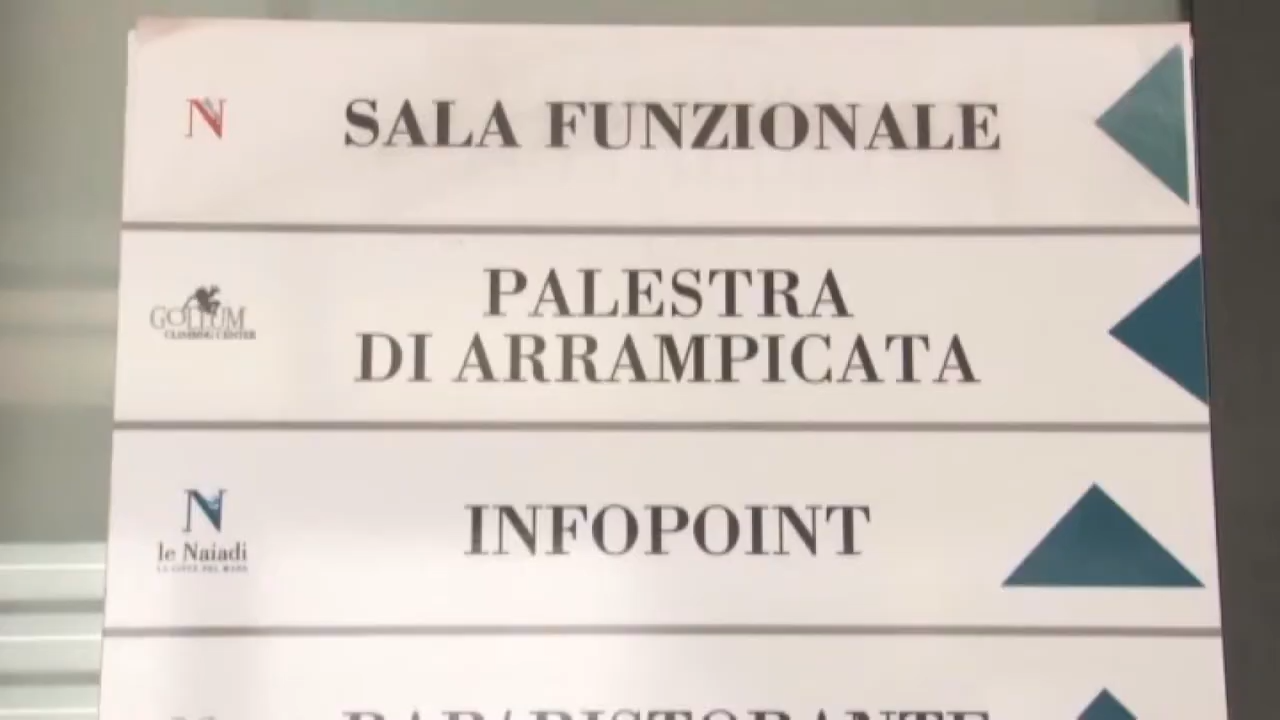 N
SALA FUNZIONALE
GOLLUM
CLIMBING CENTER
PALESTRA
DI ARRAMPICATA
N
le Naiadi
INFOPOINT
BAR/RISTORANTE